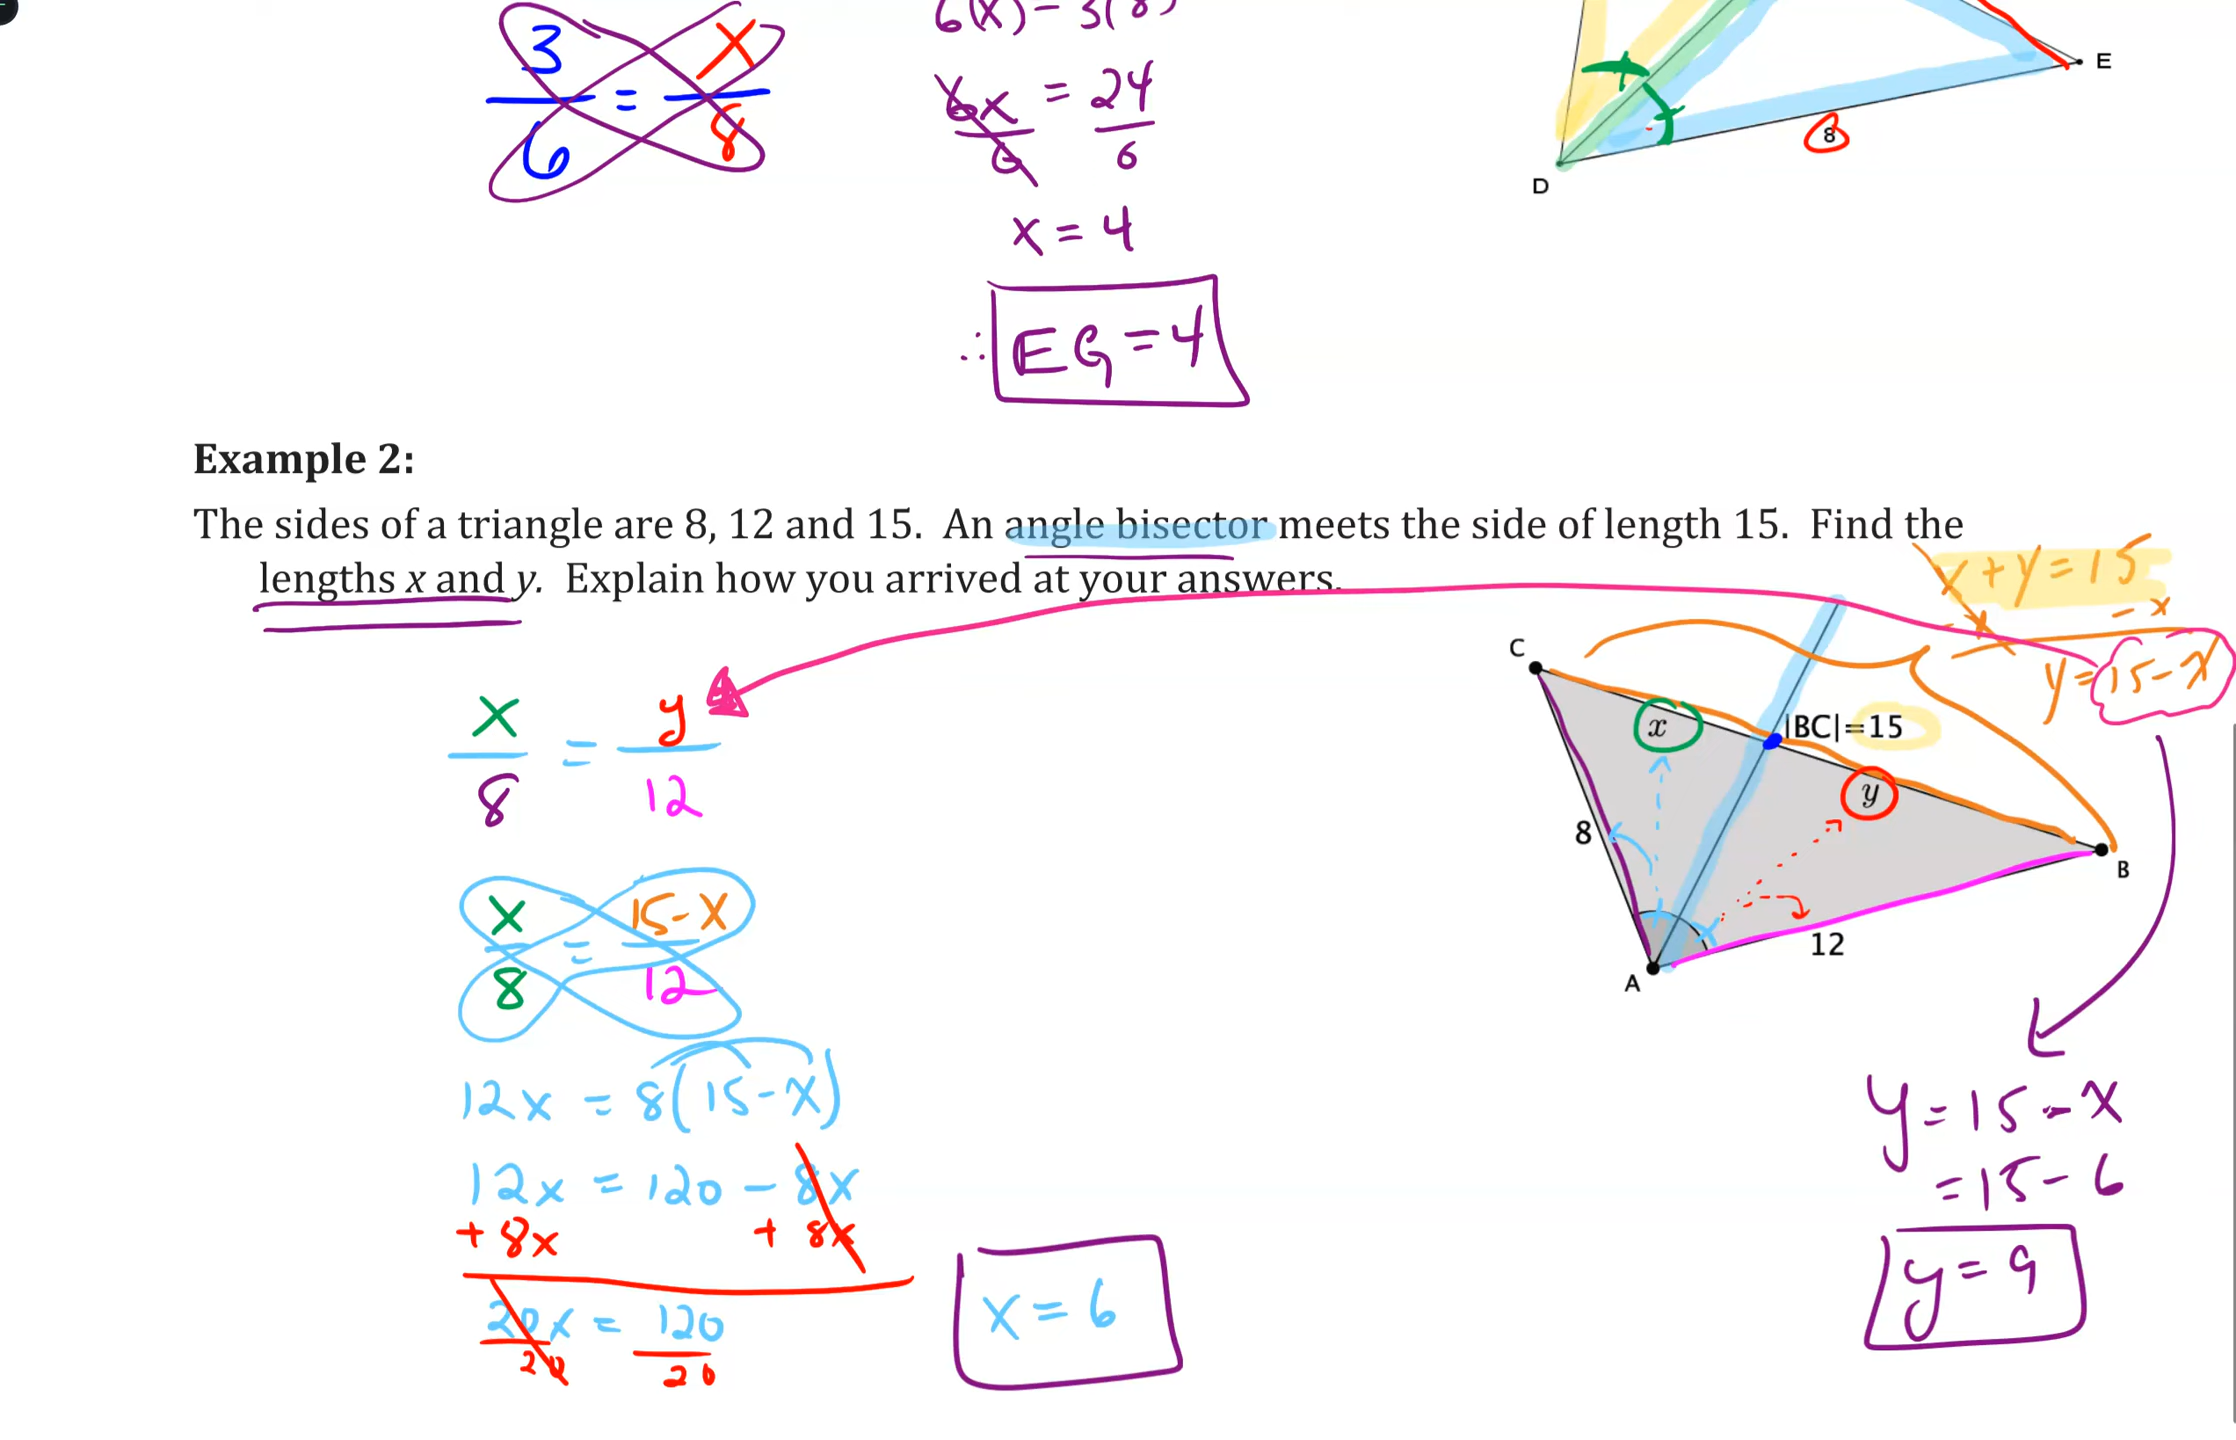 3/6 = x/8
6(x) = 3(8)
6x/6 = 24/6
x = 4
∴ EG = 4
E
8
D
Example 2:
The sides of a triangle are 8, 12 and 15. An angle bisector meets the side of length 15. Find the
lengths x and y. Explain how you arrived at your answers.
x + y = 15
- x - x
y = 15 - x
x/8 = y/12
x/8 = 15 - x/12
12x = 8(15 - x)
12x = 120 - 8x
+ 8x + 8x
20x/20 = 120/20
x = 6
C
x
|BC|=15
y
8
B
12
A
y = 15 - x
= 15 - 6
y = 9